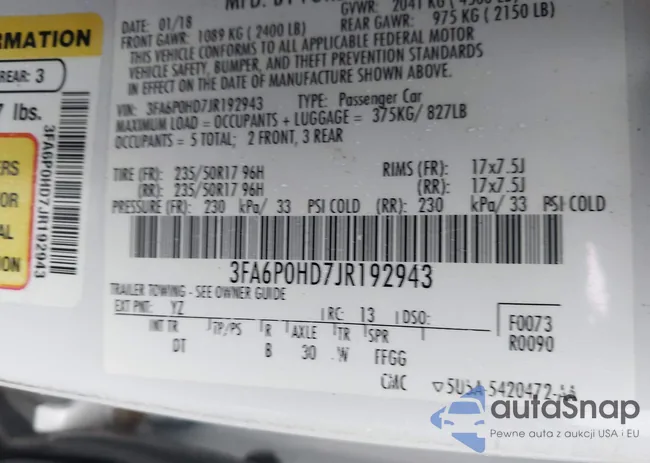 DATE: 01/18
GVWR: 2041 KG
FRONT GAWR: 1089 KG ( 2400 LB)
REAR GAWR: 975 KG ( 2150 LB)
THIS VEHICLE CONFORMS TO ALL APPLICABLE FEDERAL MOTOR
VEHICLE SAFETY, BUMPER, AND THEFT PREVENTION STANDARDS
IN EFFECT ON THE DATE OF MANUFACTURE SHOWN ABOVE.
VIN: 3FA6P0HD7JR192943 TYPE: Passenger Car
MAXIMUM LOAD = OCCUPANTS + LUGGAGE = 375KG/ 827LB
OCCUPANTS = 5 TOTAL; 2 FRONT, 3 REAR
TIRE (FR): 235/50R17 96H RIMS (FR): 17x7.5J
(RR): 235/50R17 96H (RR): 17x7.5J
PRESSURE (FR): 230 kPa/ 33 PSI COLD (RR): 230 kPa/ 33 PSI COLD
3FA6P0HD7JR192943
TRAILER TOWING - SEE OWNER GUIDE
EXT PNT: YZ RC: 13 DSO:
F0073
R0090
INT TR TP/PS R AXLE TR SPR
DT B 30 W FFGG
CMC 5U5A-5420472-AA
RMATION
REAR: 3
lbs.
3FA6P0HD7JR192943
autoSnap
Pewne auta z aukcji USA i EU